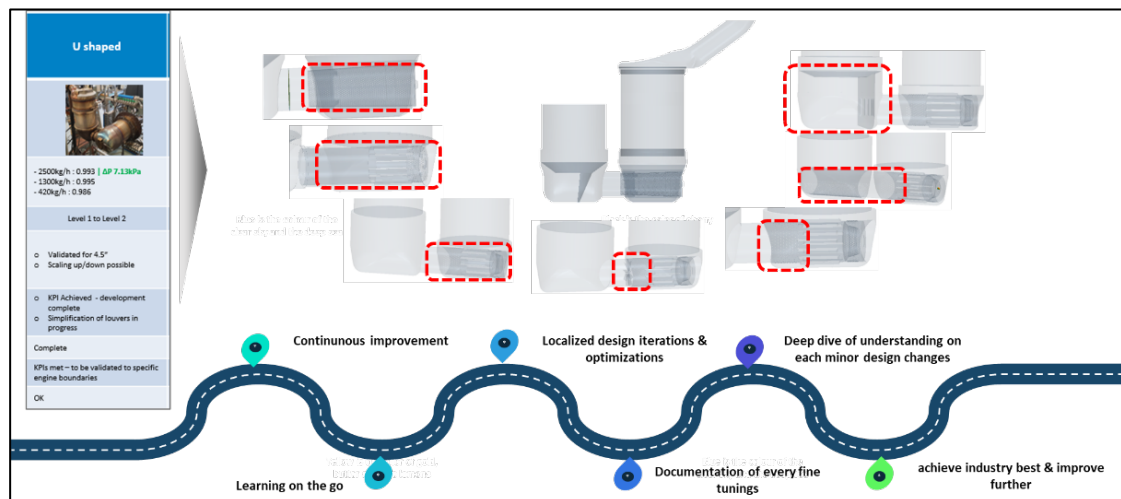 U shaped
- 2500kg/h : 0.993 | ΔP 7.13kPa
- 1300kg/h : 0.995
- 420kg/h : 0.986
Level 1 to Level 2
o Validated for 4.5"
o Scaling up/down possible
o KPI Achieved - development
complete
o Simplification of louvers in
progress
Complete
KPIs met – to be validated to specific
engine boundaries
OK
Continunous improvement
Localized design iterations &
optimizations
Deep dive of understanding on
each minor design changes
Learning on the go
Documentation of every fine
tunings
achieve industry best & improve
further